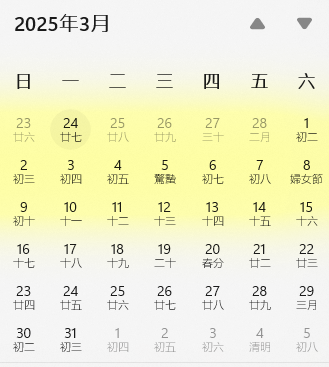 2025年3月
日 一 二 三 四 五 六
23 24 25 26 27 28 1
廿六 廿七 廿八 廿九 三十 二月 初二
2 3 4 5 6 7 8
初三 初四 初五 驚蟄 初七 初八 婦女節
9 10 11 12 13 14 15
初十 十一 十二 十三 十四 十五 十六
16 17 18 19 20 21 22
十七 十八 十九 二十 春分 廿二 廿三
23 24 25 26 27 28 29
廿四 廿五 廿六 廿七 廿八 廿九 三月
30 31 1 2 3 4 5
初二 初三 初四 初五 初六 清明 初八